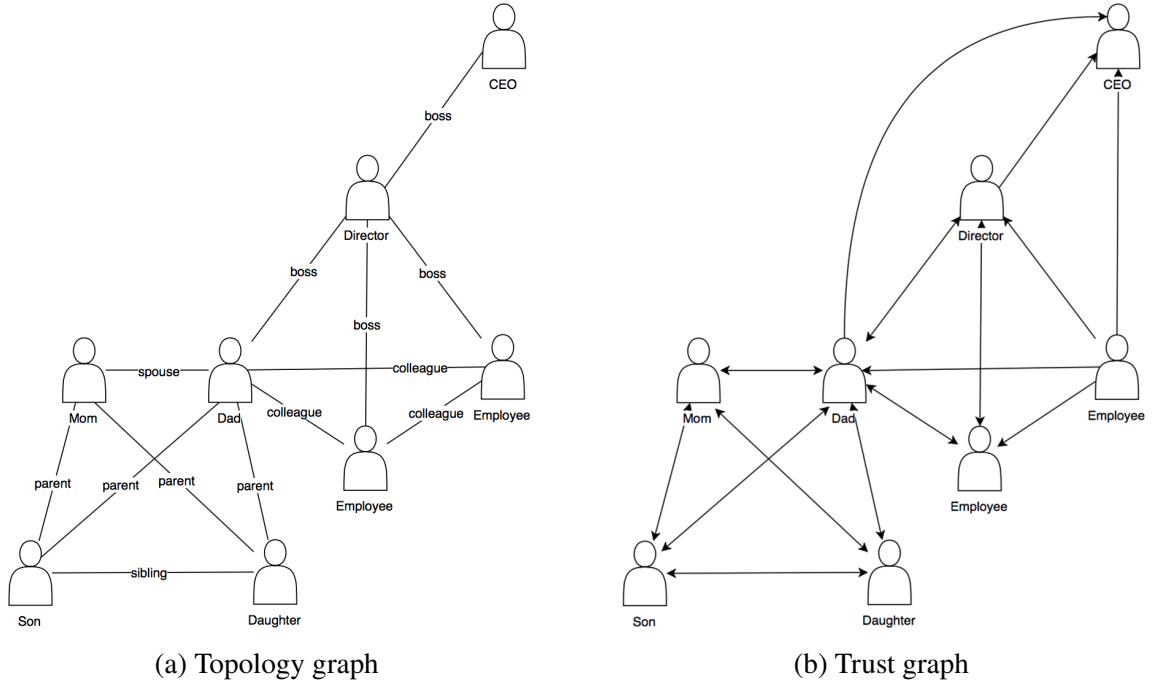 CEO
boss
Director
boss
boss
boss
spouse
colleague
Mom
Dad
colleague
colleague
Employee
parent
parent
parent
parent
Employee
sibling
Son
Daughter
(a) Topology graph
CEO
Director
Mom
Dad
Employee
Employee
Son
Daughter
(b) Trust graph